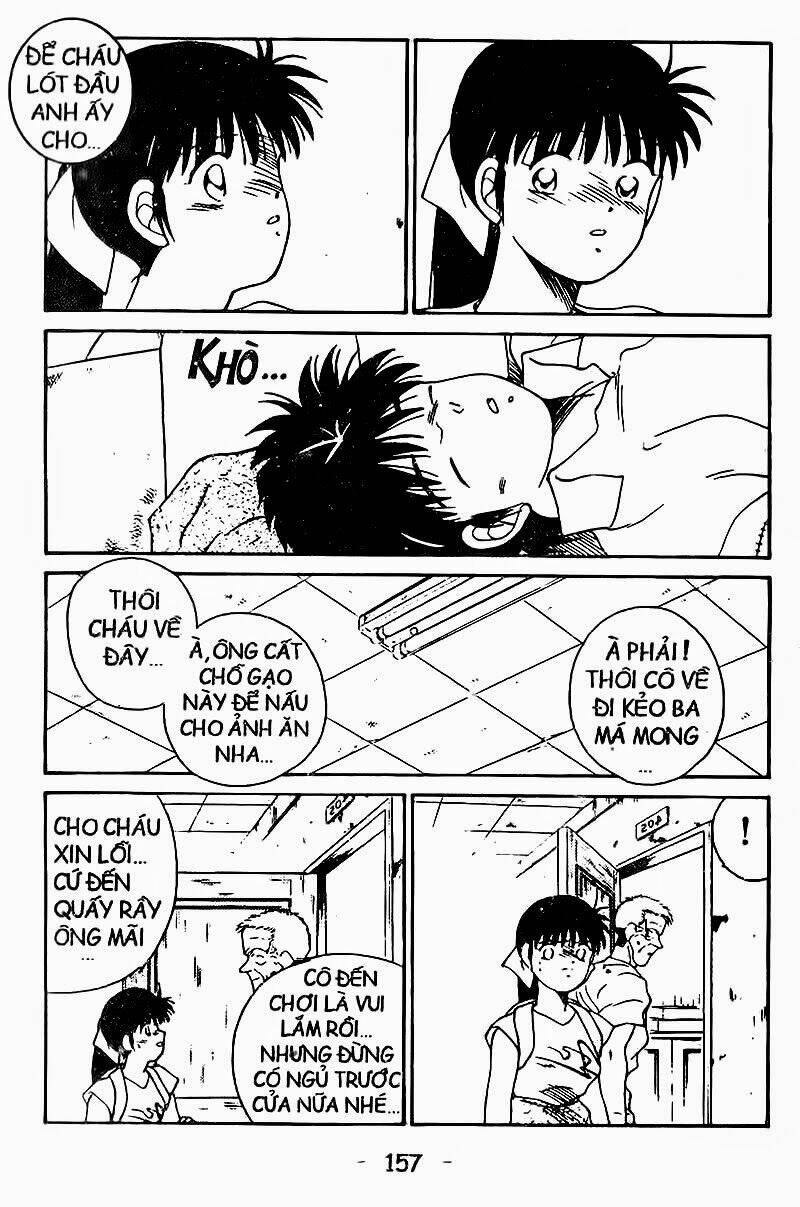 ĐỂ CHÁU
LÓT ĐẦU
ANH ẤY
CHO...
KHÒ...
THÔI
CHÁU VỀ
ĐÂY...
À, ÔNG CẤT
CHỖ GẠO
NÀY ĐỂ NẤU
CHO ẢNH ĂN
NHA...
À PHẢI!
THÔI CÔ VỀ
ĐI KẺO BA
MÁ MONG
...
CHO CHÁU
XIN LỖI...
CỨ ĐẾN
QUẤY RẦY
ÔNG MÃI
...
204
CÔ ĐẾN
CHƠI LÀ VUI
LẮM RỒI...
NHƯNG ĐỪNG
CÓ NGỦ TRƯỚC
CỬA NỮA NHÉ...
204
!
- 157 -